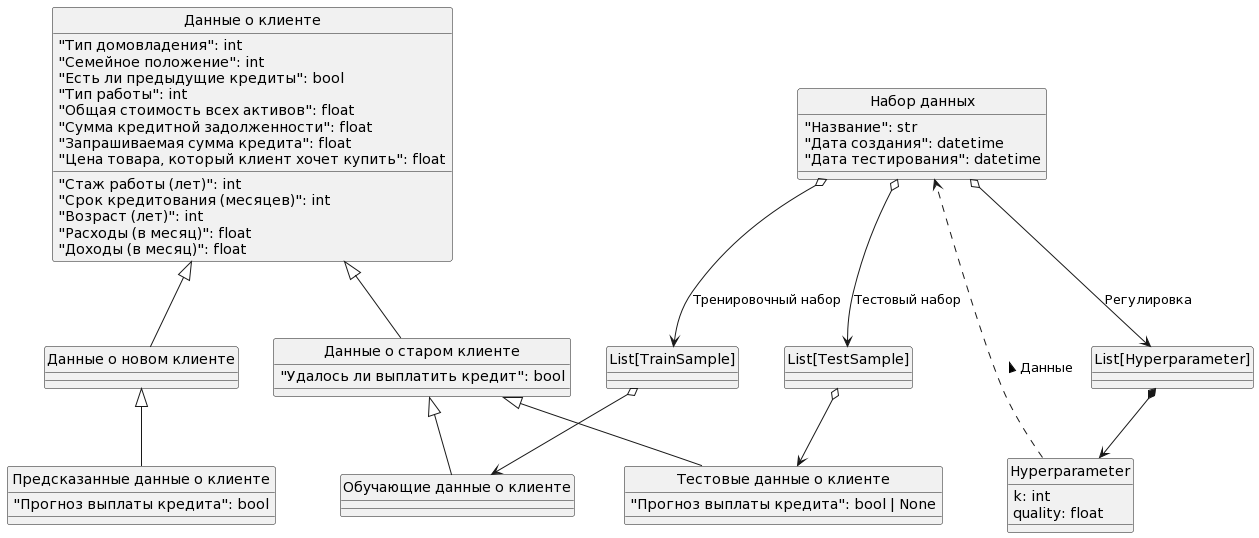 Данные о клиенте
"Тип домовладения": int
"Семейное положение": int
"Есть ли предыдущие кредиты": bool
"Тип работы": int
"Общая стоимость всех активов": float
"Сумма кредитной задолженности": float
"Запрашиваемая сумма кредита": float
"Цена товара, который клиент хочет купить": float
"Стаж работы (лет)": int
"Срок кредитования (месяцев)": int
"Возраст (лет)": int
"Расходы (в месяц)": float
"Доходы (в месяц)": float
Набор данных
"Название": str
"Дата создания": datetime
"Дата тестирования": datetime
Тренировочный набор
Тестовый набор
Регулировка
Данные о новом клиенте
Данные о старом клиенте
"Удалось ли выплатить кредит": bool
List[TrainSample]
List[TestSample]
Данные
List[Hyperparameter]
Предсказанные данные о клиенте
"Прогноз выплаты кредита": bool
Обучающие данные о клиенте
Тестовые данные о клиенте
"Прогноз выплаты кредита": bool | None
Hyperparameter
k: int
quality: float